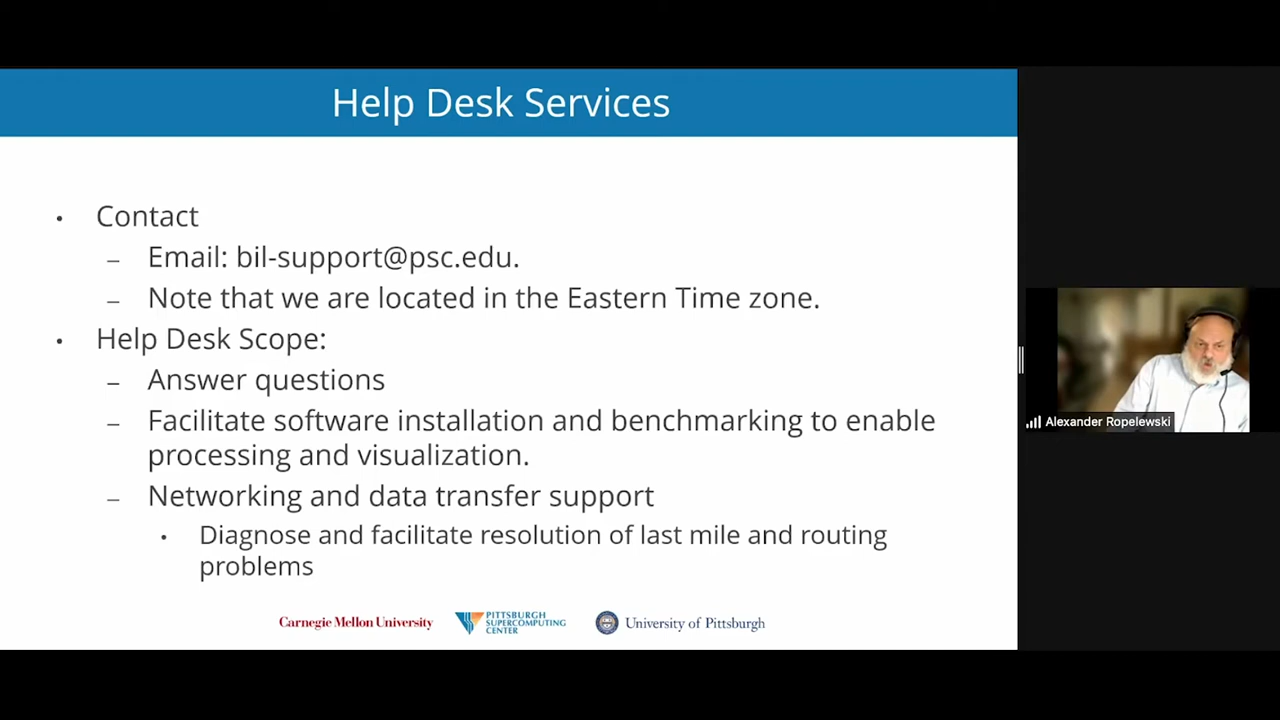 Help Desk Services
• Contact
– Email: bil-support@psc.edu.
– Note that we are located in the Eastern Time zone.
• Help Desk Scope:
– Answer questions
– Facilitate software installation and benchmarking to enable
processing and visualization.
– Networking and data transfer support
• Diagnose and facilitate resolution of last mile and routing
problems
Carnegie Mellon University
PITTSBURGH
SUPERCOMPUTING
CENTER
University of Pittsburgh
Alexander Ropelewski